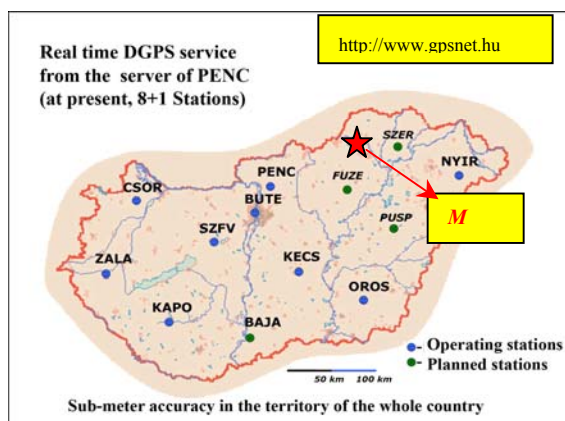 Real time DGPS service
from the server of PENC
(at present, 8+1 Stations)
http://www.gpsnet.hu
SZER
PENC
NYIR
CSOR
FUZE
BUTE
SZFV
PUSP
M
ZALA
KECS
OROS
KAPO
BAJA
- Operating stations
- Planned stations
50 km 100 km
Sub-meter accuracy in the territory of the whole country